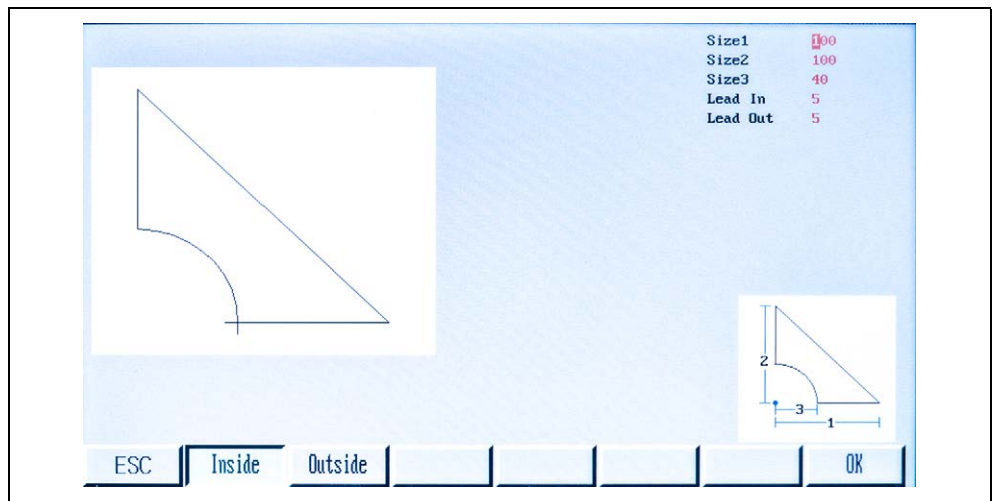 Size1 100
Size2 100
Size3 40
Lead In 5
Lead Out 5
2
3
1
ESC Inside Outside OK